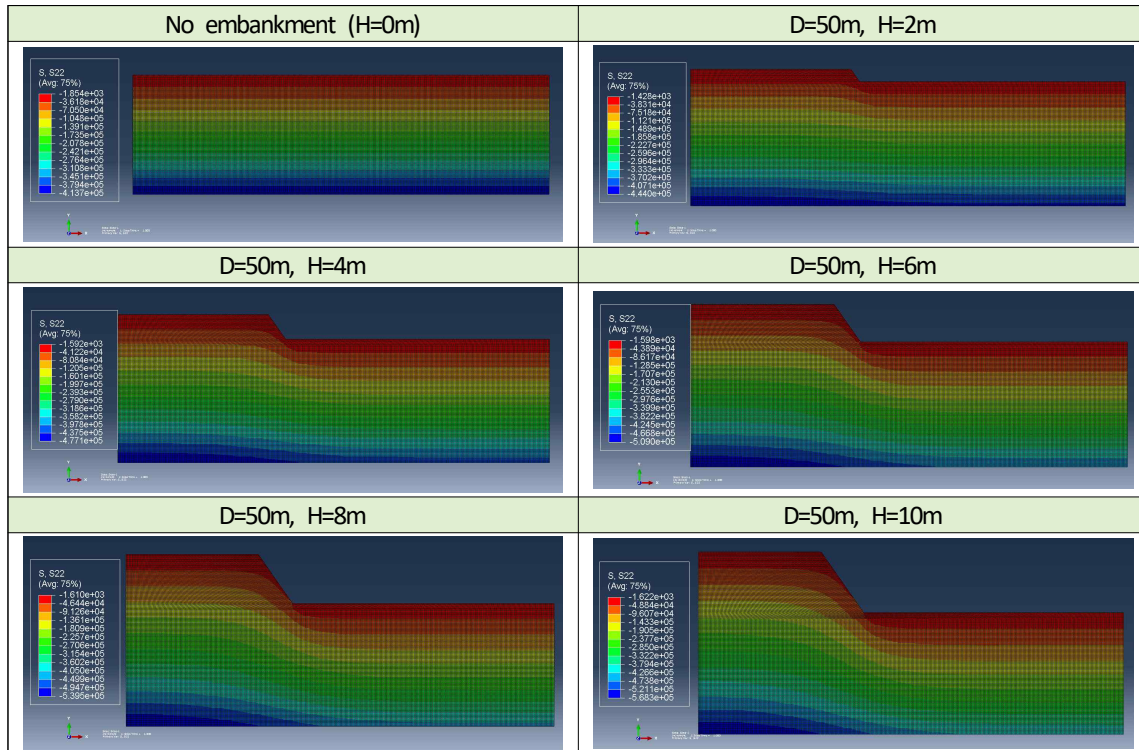 No embankment (H=0m)
D=50m, H=2m
S, S22
(Avg: 75%)
-1.854e+03
-3.618e+04
-7.050e+04
-1.048e+05
-1.391e+05
-1.735e+05
-2.078e+05
-2.421e+05
-2.764e+05
-3.108e+05
-3.451e+05
-3.794e+05
-4.137e+05
Y
X
S, S22
(Avg: 75%)
-1.428e+03
-3.831e+04
-7.518e+04
-1.121e+05
-1.489e+05
-1.858e+05
-2.227e+05
-2.596e+05
-2.964e+05
-3.333e+05
-3.702e+05
-4.071e+05
-4.440e+05
Y
X
D=50m, H=4m
D=50m, H=6m
S, S22
(Avg: 75%)
-1.592e+03
-4.122e+04
-8.084e+04
-1.205e+05
-1.601e+05
-1.997e+05
-2.393e+05
-2.790e+05
-3.186e+05
-3.582e+05
-3.978e+05
-4.375e+05
-4.771e+05
Y
X
S, S22
(Avg: 75%)
-1.598e+03
-4.389e+04
-8.617e+04
-1.285e+05
-1.707e+05
-2.130e+05
-2.553e+05
-2.976e+05
-3.399e+05
-3.822e+05
-4.245e+05
-4.668e+05
-5.090e+05
Y
X
D=50m, H=8m
D=50m, H=10m
S, S22
(Avg: 75%)
-1.610e+03
-4.644e+04
-9.126e+04
-1.361e+05
-1.809e+05
-2.257e+05
-2.706e+05
-3.154e+05
-3.602e+05
-4.050e+05
-4.499e+05
-4.947e+05
-5.395e+05
Y
X
S, S22
(Avg: 75%)
-1.622e+03
-4.884e+04
-9.607e+04
-1.433e+05
-1.905e+05
-2.377e+05
-2.850e+05
-3.322e+05
-3.794e+05
-4.266e+05
-4.738e+05
-5.211e+05
-5.683e+05
Y
X